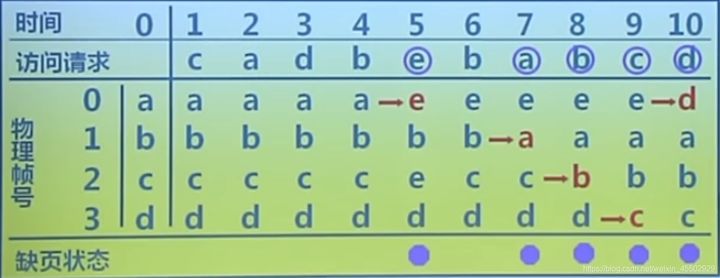 时间 0 1 2 3 4 5 6 7 8 9 10
访问请求 c a d b e b a b c d
物理帧号
0 a a a a a →e e e e e →d
1 b b b b b b b →a a a a
2 c c c c c e c c →b b b
3 d d d d d d d d d →c c
缺页状态
https://blog.csdn.net/weixin_45502929